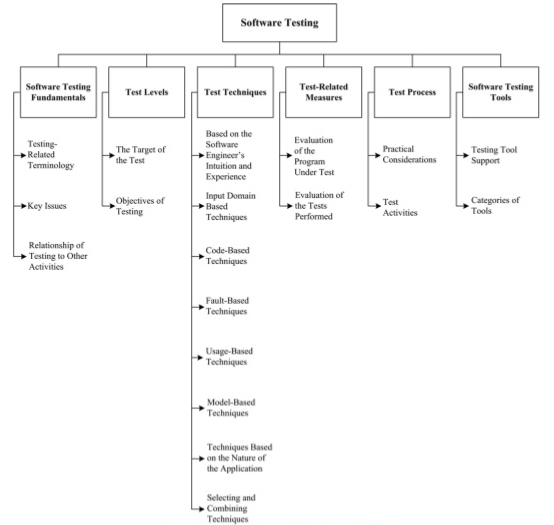 Software Testing
Software Testing
Fundamentals
Testing-
Related
Terminology
Key Issues
Relationship of
Testing to Other
Activities
Test Levels
The Target of
the Test
Objectives of
Testing
Test Techniques
Based on the
Software
Engineer's
Intuition and
Experience
Input Domain
Based
Techniques
Code-Based
Techniques
Fault-Based
Techniques
Usage-Based
Techniques
Model-Based
Techniques
Techniques Based
on the Nature of
the Application
Selecting and
Combining
Techniques
Test-Related
Measures
Evaluation
of the
Program
Under Test
Evaluation of
the Tests
Performed
Test Process
Practical
Considerations
Test
Activities
Software Testing
Tools
Testing Tool
Support
Categories of
Tools